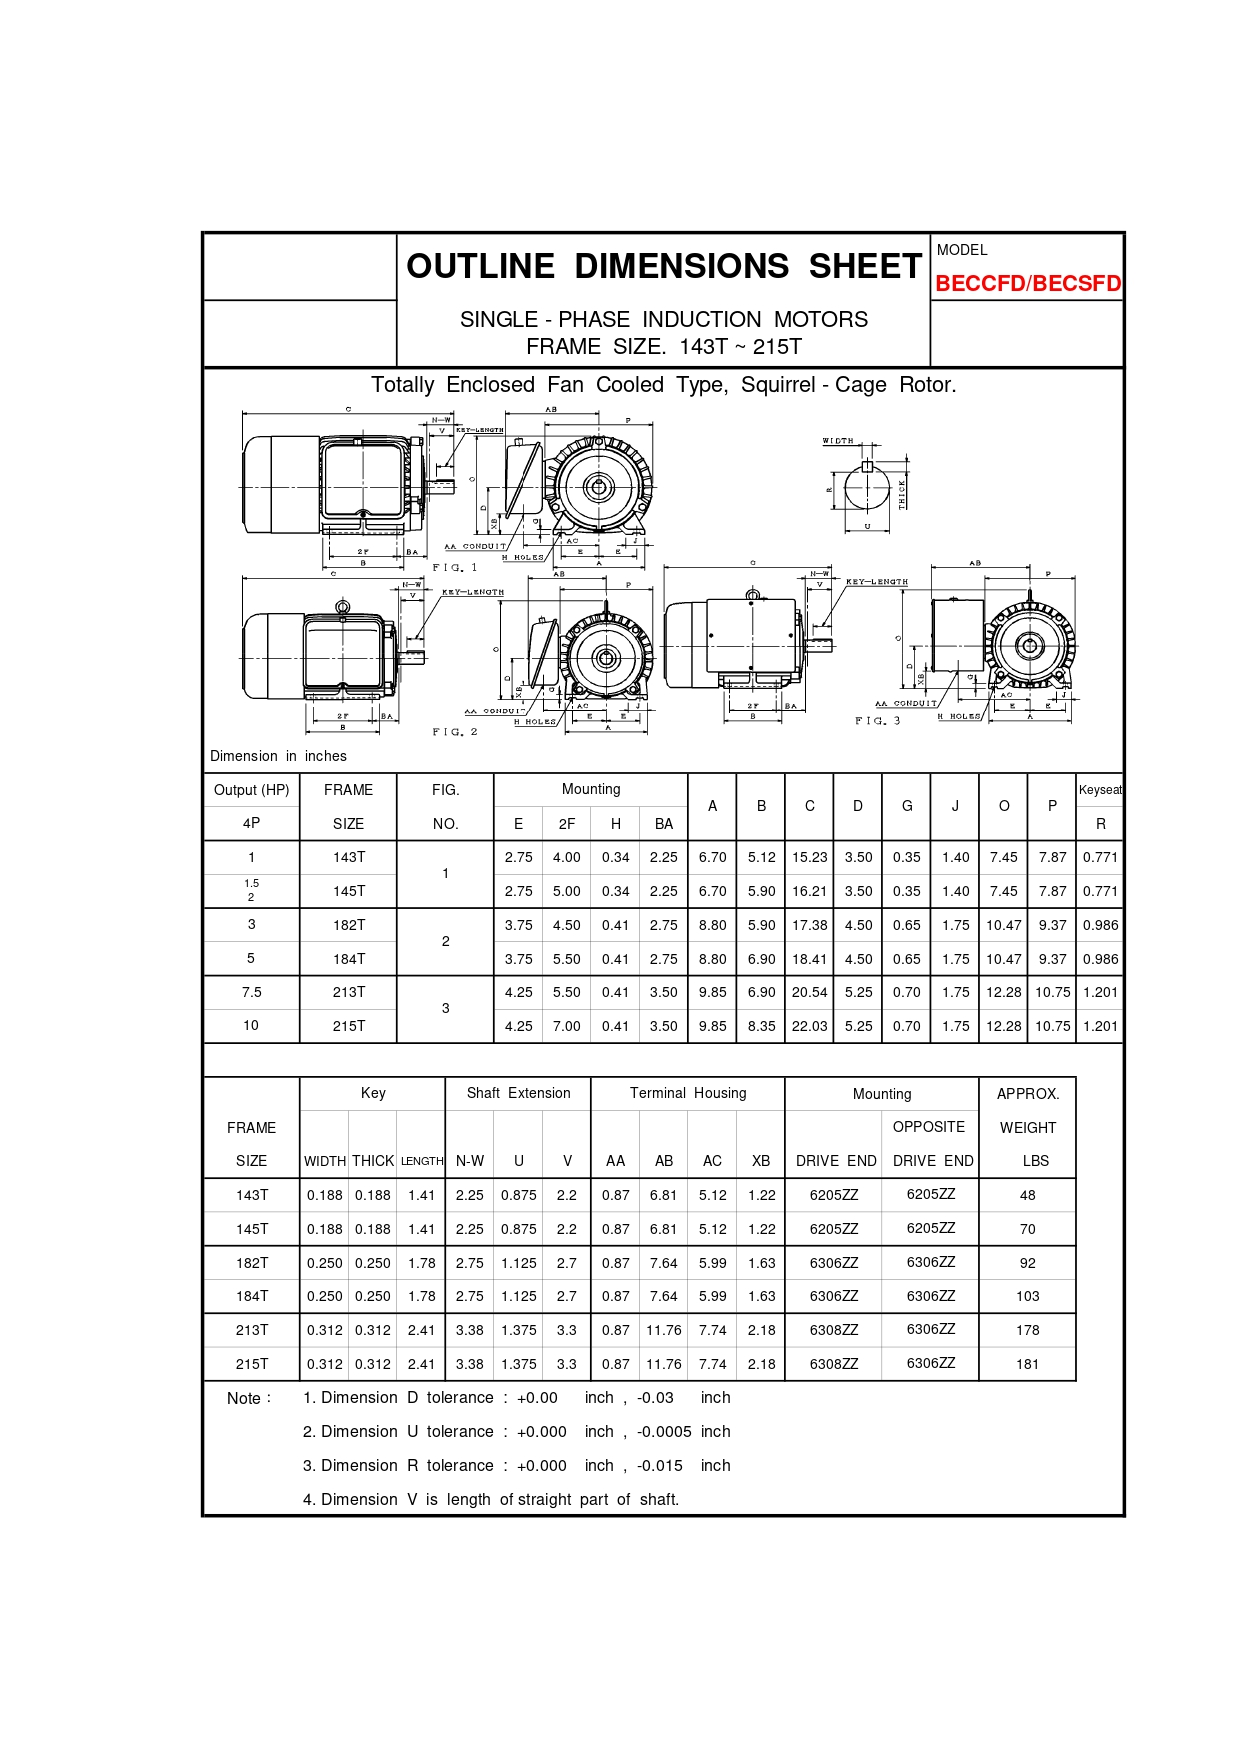 OUTLINE DIMENSIONS SHEET
MODEL
BECCFD/BECSFD
SINGLE - PHASE INDUCTION MOTORS
FRAME SIZE. 143T ~ 215T
Totally Enclosed Fan Cooled Type, Squirrel - Cage Rotor.
C
N-W
V
KEY-LENGTH
AB
P
O
D
XB
G
AA CONDUIT
H HOLES
AC
E E
J
A
2F BA
B
FIG. 1
WIDTH
R
THICK
U
C
N-W
V
KEY-LENGTH
AB
P
O
D
XB
G
AA CONDUIT
H HOLES
AC
E E
J
A
2F BA
B
FIG. 2
C
N-W
V
KEY-LENGTH
AB
P
O
D
XB
G
AA CONDUIT
H HOLES
AC
E E
J
A
2F BA
B
FIG. 3
Dimension in inches
Output (HP) FRAME FIG. Mounting A B C D G J O P Keyseat
4P SIZE NO. E 2F H BA R
1 143T 1 2.75 4.00 0.34 2.25 6.70 5.12 15.23 3.50 0.35 1.40 7.45 7.87 0.771
1.5 2 145T 2.75 5.00 0.34 2.25 6.70 5.90 16.21 3.50 0.35 1.40 7.45 7.87 0.771
3 182T 2 3.75 4.50 0.41 2.75 8.80 5.90 17.38 4.50 0.65 1.75 10.47 9.37 0.986
5 184T 3.75 5.50 0.41 2.75 8.80 6.90 18.41 4.50 0.65 1.75 10.47 9.37 0.986
7.5 213T 3 4.25 5.50 0.41 3.50 9.85 6.90 20.54 5.25 0.70 1.75 12.28 10.75 1.201
10 215T 4.25 7.00 0.41 3.50 9.85 8.35 22.03 5.25 0.70 1.75 12.28 10.75 1.201
Key Shaft Extension Terminal Housing Mounting APPROX.
FRAME OPPOSITE WEIGHT
SIZE WIDTH THICK LENGTH N-W U V AA AB AC XB DRIVE END DRIVE END LBS
143T 0.188 0.188 1.41 2.25 0.875 2.2 0.87 6.81 5.12 1.22 6205ZZ 6205ZZ 48
145T 0.188 0.188 1.41 2.25 0.875 2.2 0.87 6.81 5.12 1.22 6205ZZ 6205ZZ 70
182T 0.250 0.250 1.78 2.75 1.125 2.7 0.87 7.64 5.99 1.63 6306ZZ 6306ZZ 92
184T 0.250 0.250 1.78 2.75 1.125 2.7 0.87 7.64 5.99 1.63 6306ZZ 6306ZZ 103
213T 0.312 0.312 2.41 3.38 1.375 3.3 0.87 11.76 7.74 2.18 6308ZZ 6306ZZ 178
215T 0.312 0.312 2.41 3.38 1.375 3.3 0.87 11.76 7.74 2.18 6308ZZ 6306ZZ 181
Note : 1. Dimension D tolerance : +0.00 inch , -0.03 inch
2. Dimension U tolerance : +0.000 inch , -0.0005 inch
3. Dimension R tolerance : +0.000 inch , -0.015 inch
4. Dimension V is length of straight part of shaft.